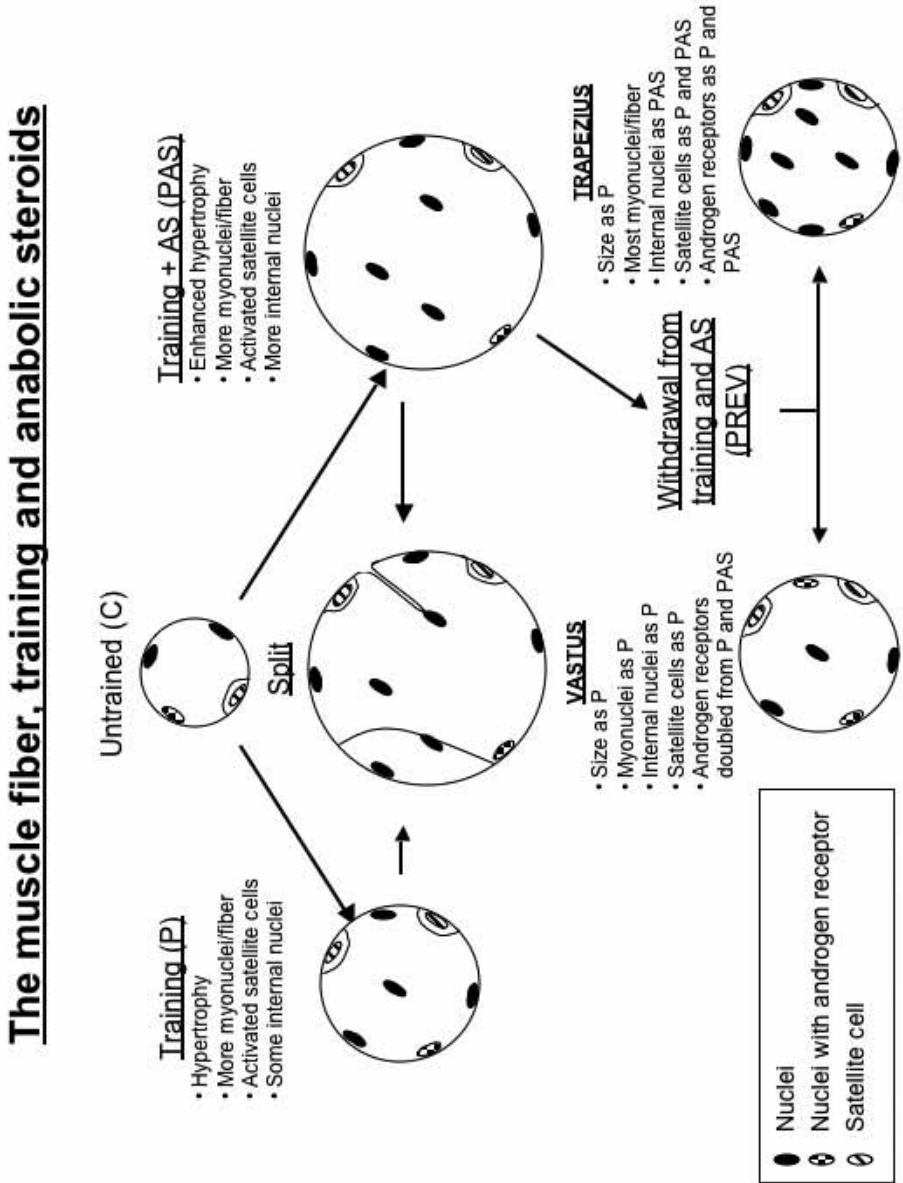 The muscle fiber, training and anabolic steroids
Untrained (C)
Training (P)
• Hypertrophy
• More myonuclei/fiber
• Activated satellite cells
• Some internal nuclei
Split
Training + AS (PAS)
• Enhanced hypertrophy
• More myonuclei/fiber
• Activated satellite cells
• More internal nuclei
VASTUS
• Size as P
• Myonuclei as P
• Internal nuclei as P
• Satellite cells as P
• Androgen receptors
doubled from P and PAS
Withdrawal from
training and AS
(PREV)
TRAPEZIUS
• Size as P
• Most myonuclei/fiber
• Internal nuclei as PAS
• Satellite cells as P and PAS
• Androgen receptors as P and
PAS
Nuclei
Nuclei with androgen receptor
Satellite cell